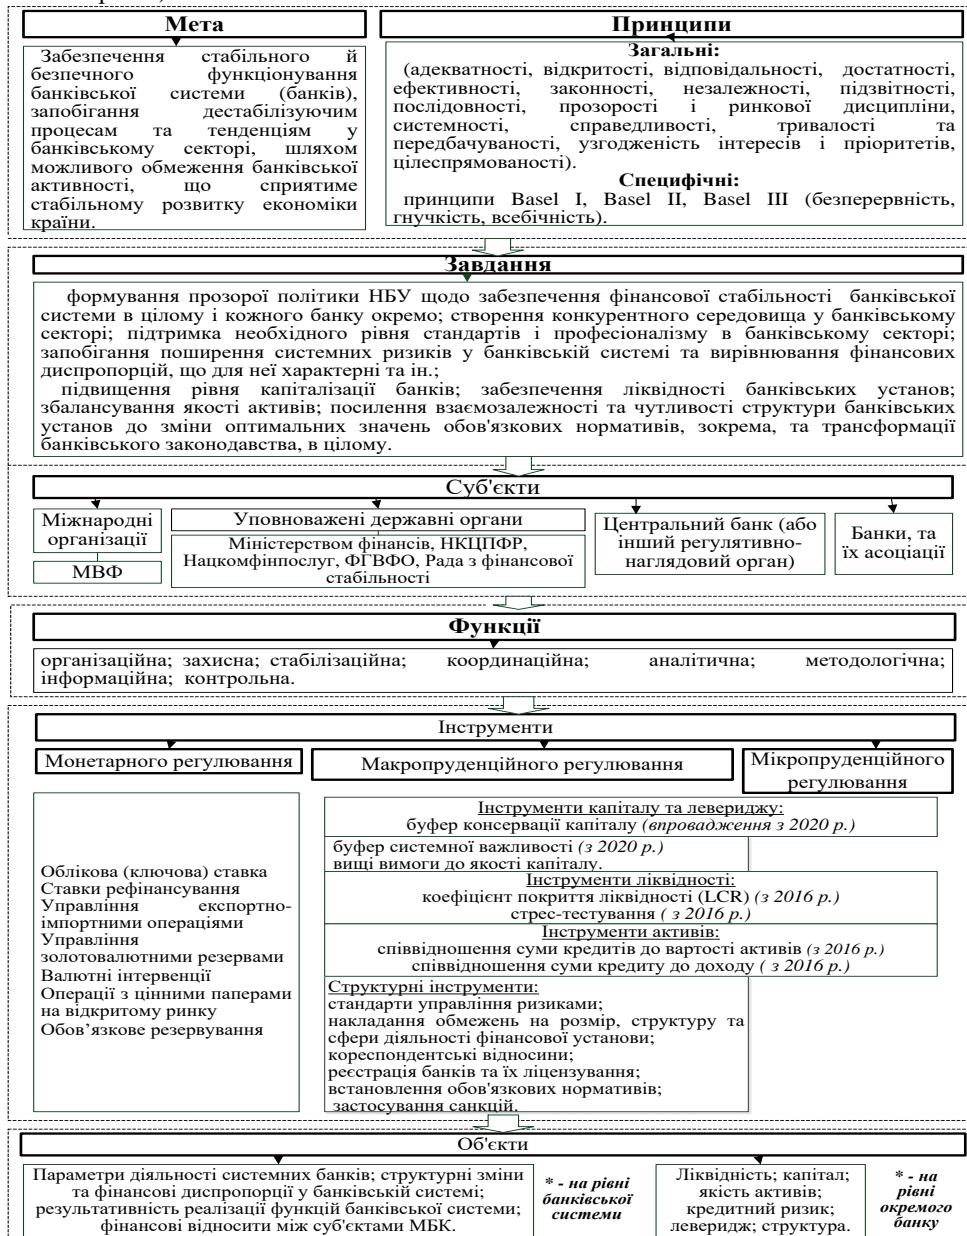 Мета
Забезпечення стабільного й
безпечного функціонування
банківської системи (банків),
запобігання дестабілізуючим
процесам та тенденціям у
банківському секторі, шляхом
можливого обмеження банківської
активності, що сприятиме
стабільному розвитку економіки
країни.
Принципи
Загальні:
(адекватності, відкритості, відповідальності, достатності,
ефективності, законності, незалежності, підзвітності,
послідовності, прозорості і ринкової дисципліни,
системності, справедливості, тривалості та
передбачуваності, узгодженість інтересів і пріоритетів,
цілеспрямованості).
Специфічні:
принципи Basel I, Basel II, Basel III (безперервність,
гнучкість, всебічність).
Завдання
формування прозорої політики НБУ щодо забезпечення фінансової стабільності банківської
системи в цілому і кожного банку окремо; створення конкурентного середовища у банківському
секторі; підтримка необхідного рівня стандартів і професіоналізму в банківському секторі;
запобігання поширення системних ризиків у банківській системі та вирівнювання фінансових
диспропорцій, що для неї характерні та ін.;
підвищення рівня капіталізації банків; забезпечення ліквідності банківських установ;
збалансування якості активів; посилення взаємозалежності та чутливості структури банківських
установ до зміни оптимальних значень обов'язкових нормативів, зокрема, та трансформації
банківського законодавства, в цілому.
Суб'єкти
Міжнародні
організації
МВФ
Уповноважені державні органи
Міністерством фінансів, НКЦПФР,
Нацкомфінпослуг, ФГВФО, Рада з фінансової
стабільності
Центральний банк (або
інший регулятивно-
наглядовий орган)
Банки, та
їх асоціації
Функції
організаційна; захисна; стабілізаційна; координаційна; аналітична; методологічна;
інформаційна; контрольна.
Інструменти
Монетарного регулювання
Макропруденційного регулювання
Мікропруденційного
регулювання
Облікова (ключова) ставка
Ставки рефінансування
Управління експортно-
імпортними операціями
Управління
золотовалютними резервами
Валютні інтервенції
Операції з цінними паперами
на відкритому ринку
Обов’язкове резервування
Інструменти капіталу та левериджу:
буфер консервації капіталу (впровадження з 2020 р.)
буфер системної важливості (з 2020 р.)
вищі вимоги до якості капіталу.
Інструменти ліквідності:
коефіцієнт покриття ліквідності (LCR) (з 2016 р.)
стрес-тестування ( з 2016 р.)
Інструменти активів:
співвідношення суми кредитів до вартості активів (з 2016 р.)
співвідношення суми кредиту до доходу ( з 2016 р.)
Структурні інструменти:
стандарти управління ризиками;
накладання обмежень на розмір, структуру та
сфери діяльності фінансової установи;
кореспондентські відносини;
реєстрація банків та їх ліцензування;
встановлення обов'язкових нормативів;
застосування санкцій.
Об'єкти
Параметри діяльності системних банків; структурні зміни
та фінансові диспропорції у банківській системі;
результативність реалізації функцій банківської системи;
фінансові відносити між суб'єктами МБК.
* - на рівні
банківської
системи
Ліквідність; капітал;
якість активів;
кредитний ризик;
леверидж; структура.
* - на
рівні
окремого
банку